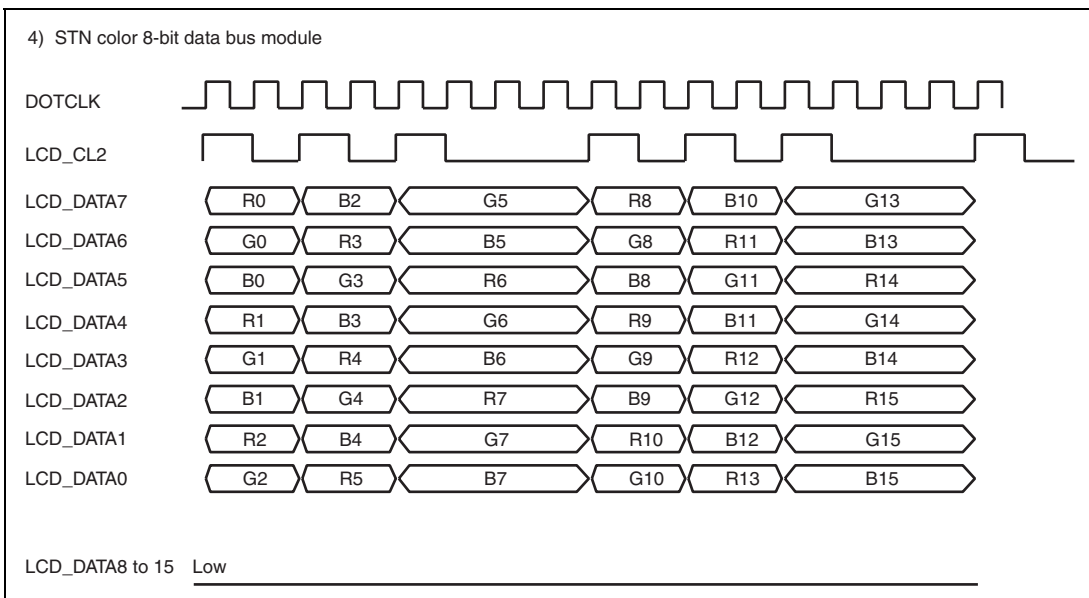 4) STN color 8-bit data bus module
DOTCLK
LCD_CL2
LCD_DATA7 R0 B2 G5 R8 B10 G13
LCD_DATA6 G0 R3 B5 G8 R11 B13
LCD_DATA5 B0 G3 R6 B8 G11 R14
LCD_DATA4 R1 B3 G6 R9 B11 G14
LCD_DATA3 G1 R4 B6 G9 R12 B14
LCD_DATA2 B1 G4 R7 B9 G12 R15
LCD_DATA1 R2 B4 G7 R10 B12 G15
LCD_DATA0 G2 R5 B7 G10 R13 B15
LCD_DATA8 to 15 Low